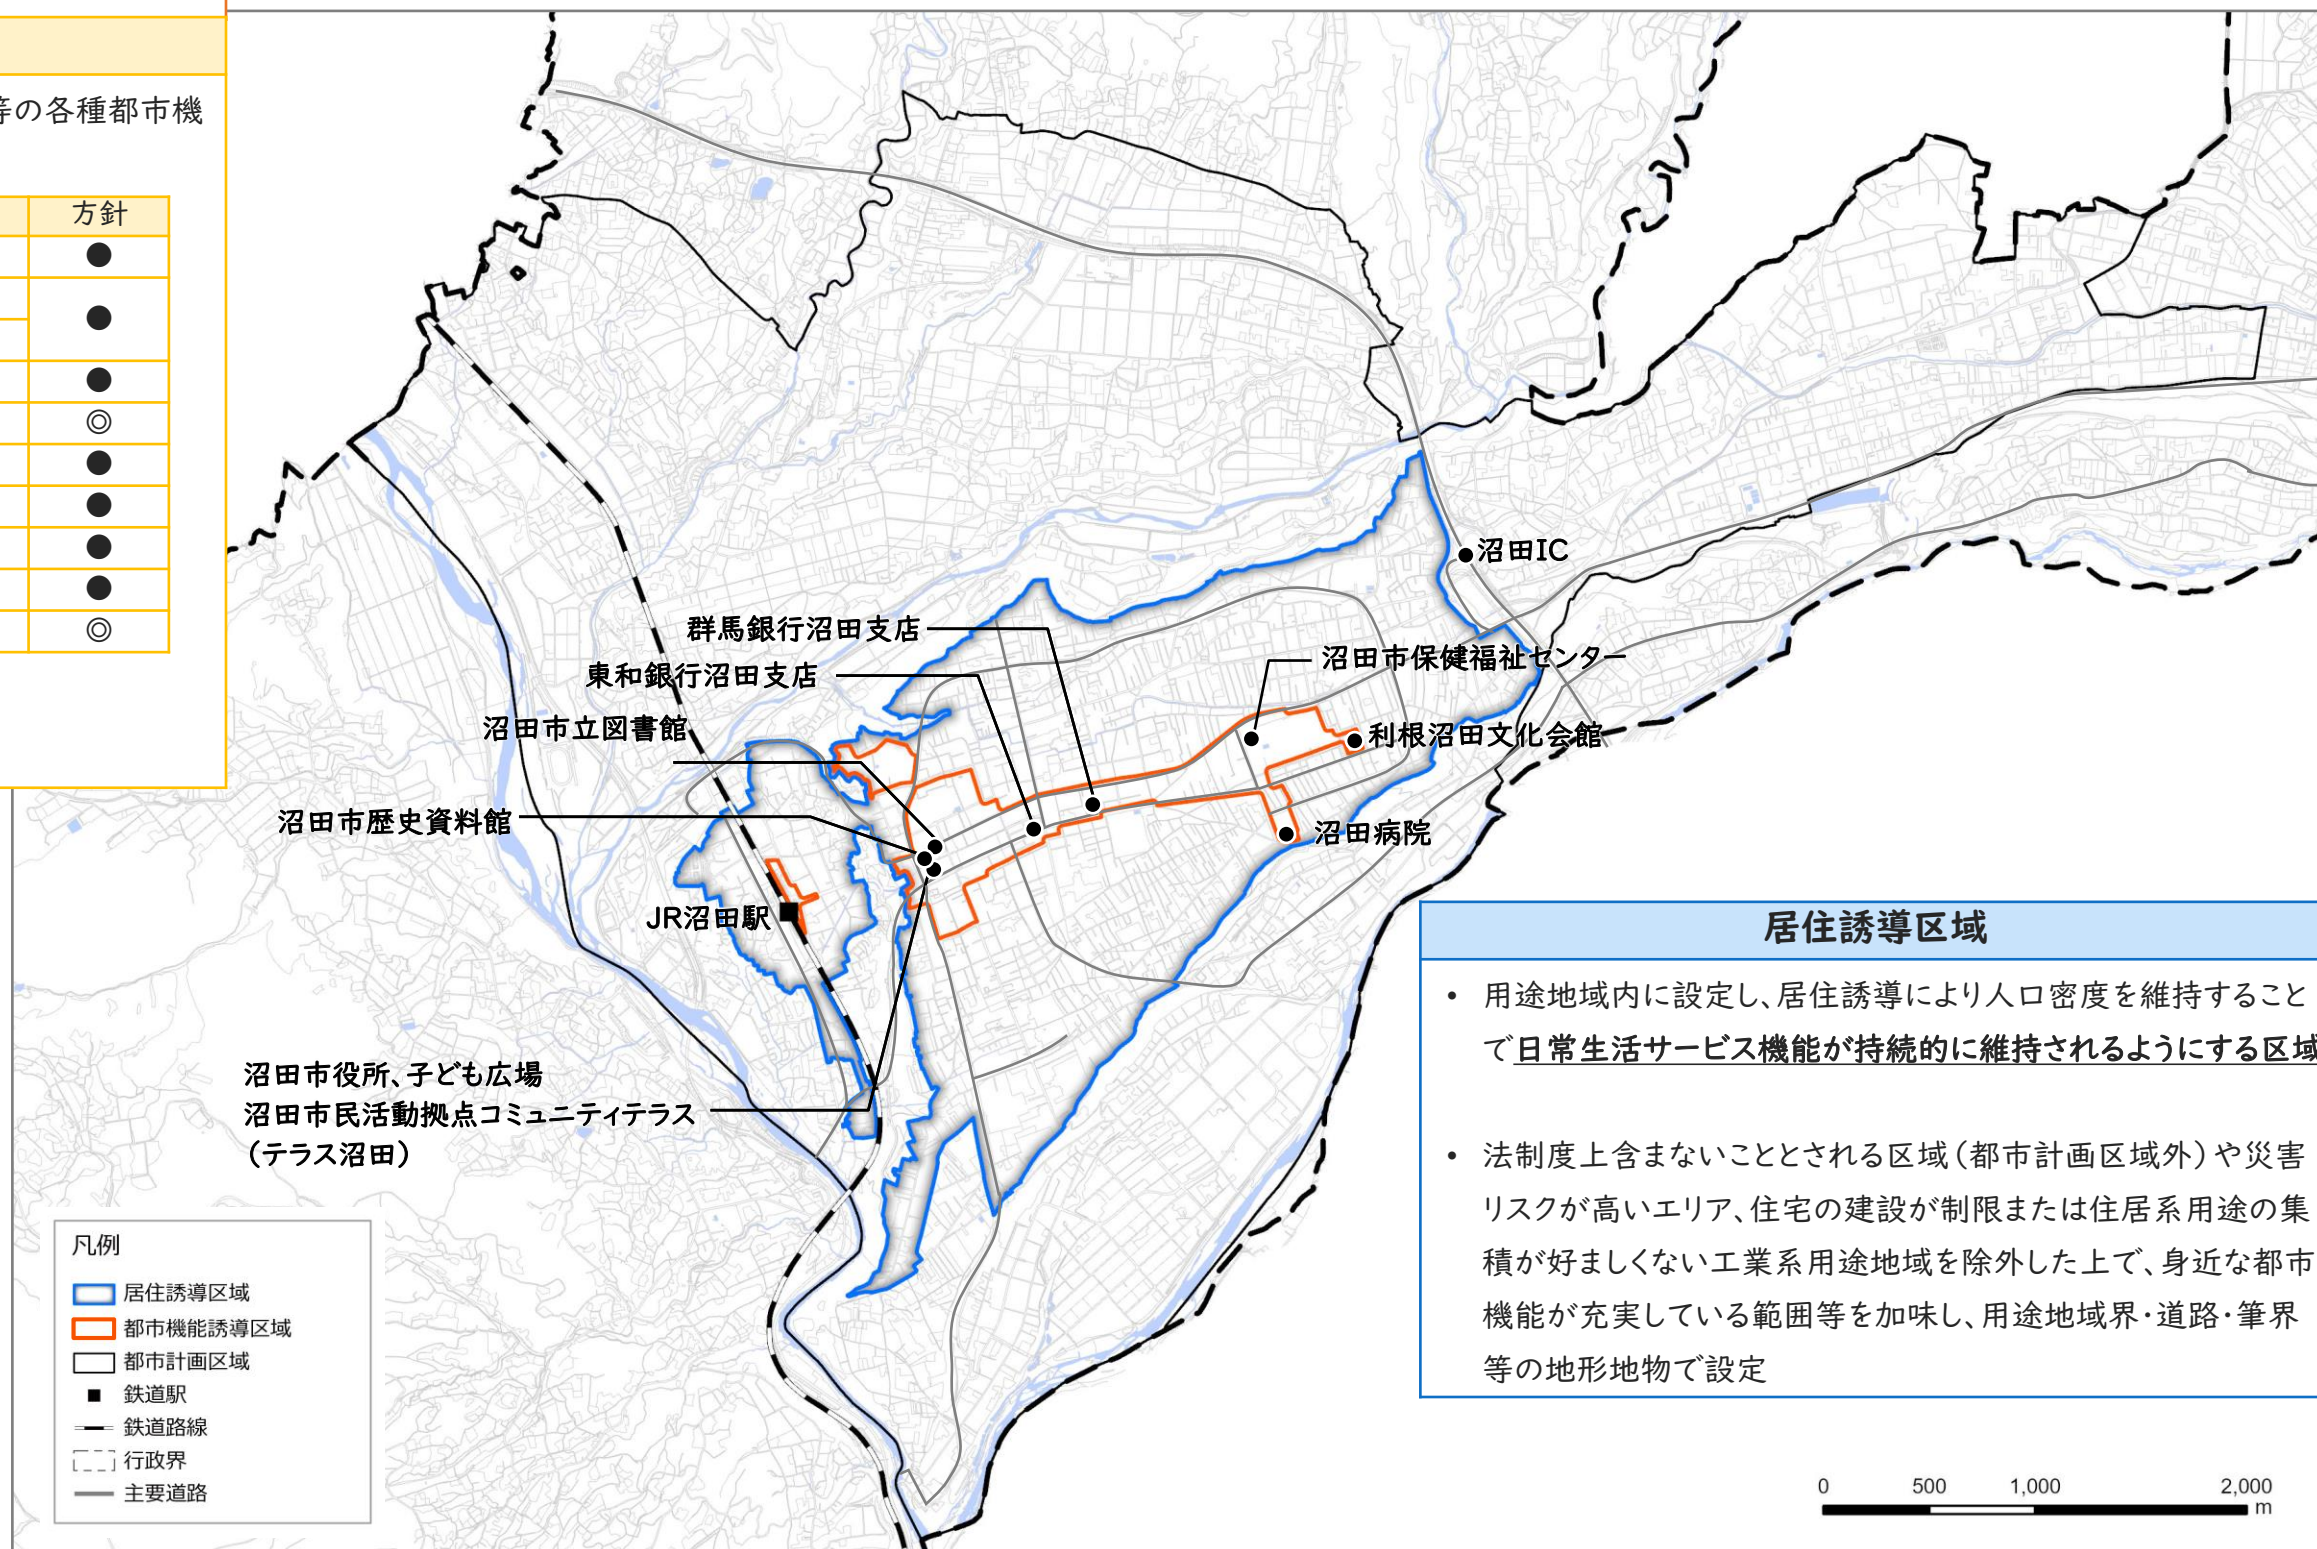 等の各種都市機
方針
●
●
●
◎
●
●
●
●
◎
沼田IC
群馬銀行沼田支店
沼田市保健福祉センター
東和銀行沼田支店
沼田市立図書館
利根沼田文化会館
沼田市歴史資料館
沼田病院
JR沼田駅
沼田市役所、子ども広場
沼田市民活動拠点コミュニティテラス
（テラス沼田）
居住誘導区域
• 用途地域内に設定し、居住誘導により人口密度を維持すること
で日常生活サービス機能が持続的に維持されるようにする区域
• 法制度上含まないこととされる区域（都市計画区域外）や災害
リスクが高いエリア、住宅の建設が制限または住居系用途の集
積が好ましくない工業系用途地域を除外した上で、身近な都市
機能が充実している範囲等を加味し、用途地域界・道路・筆界
等の地形地物で設定
凡例
居住誘導区域
都市機能誘導区域
都市計画区域
鉄道駅
鉄道路線
行政界
主要道路
0 500 1,000 2,000
m